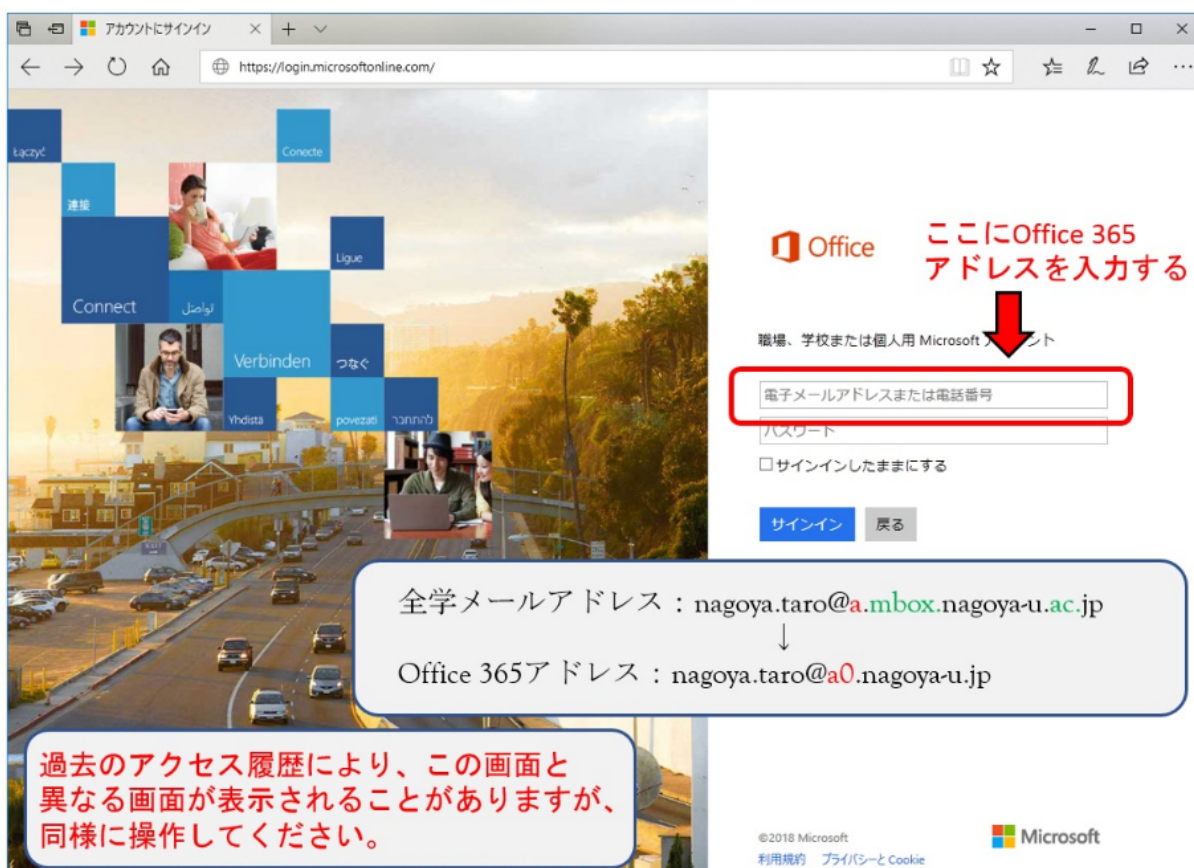 アカウントにサインイン
https://login.microsoftonline.com/
Łączyć
Conecte
連接
Ligue
Connect
تواصَل
Verbinden
つなぐ
Yhdista
povezati
להתחבר
Office
ここにOffice 365
アドレスを入力する
職場、学校または個人用 Microsoft アカウント
電子メールアドレスまたは電話番号
パスワード
サインインしたままにする
サインイン
戻る
全学メールアドレス：nagoya.taro@a.mbox.nagoya-u.ac.jp
↓
Office 365アドレス：nagoya.taro@a0.nagoya-u.jp
過去のアクセス履歴により、この画面と
異なる画面が表示されることがありますが、
同様に操作してください。
©2018 Microsoft
利用規約 プライバシーと Cookie
Microsoft